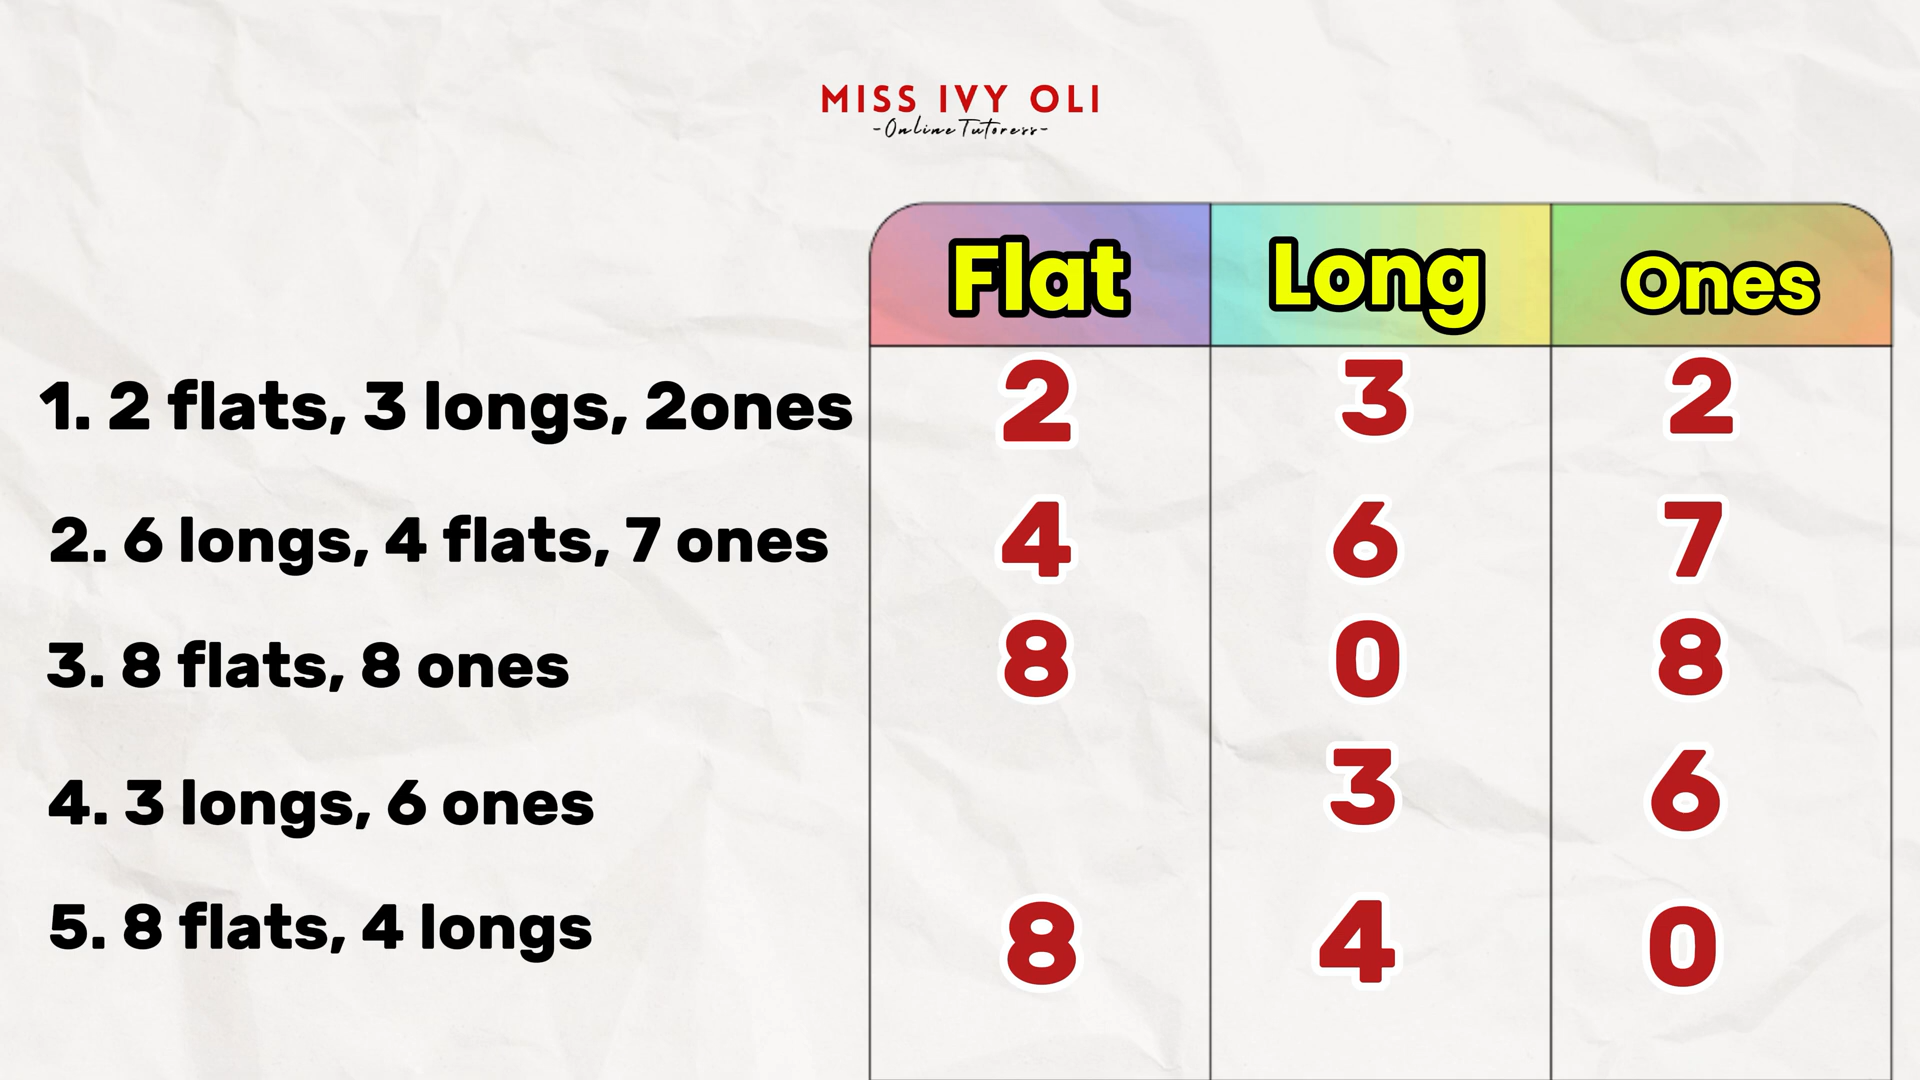 MISS IVY OLI
-Online Tutoress-
Flat Long Ones
1. 2 flats, 3 longs, 2ones 2 3 2
2. 6 longs, 4 flats, 7 ones 4 6 7
3. 8 flats, 8 ones 8 0 8
4. 3 longs, 6 ones 3 6
5. 8 flats, 4 longs 8 4 0